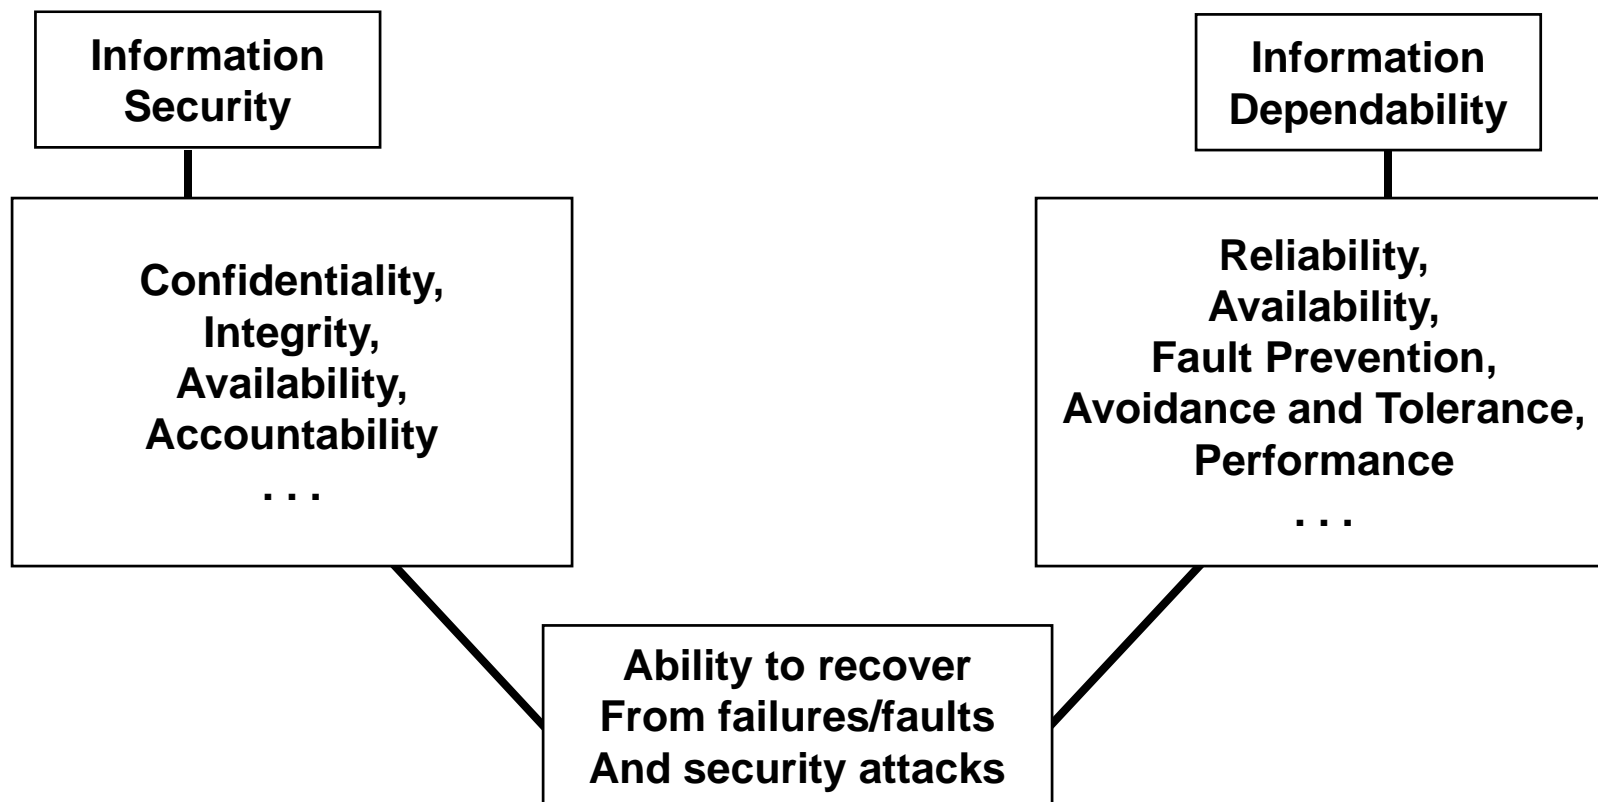 Information
Security
Information
Dependability
Confidentiality,
Integrity,
Availability,
Accountability
. . .
Reliability,
Availability,
Fault Prevention,
Avoidance and Tolerance,
Performance
. . .
Ability to recover
From failures/faults
And security attacks